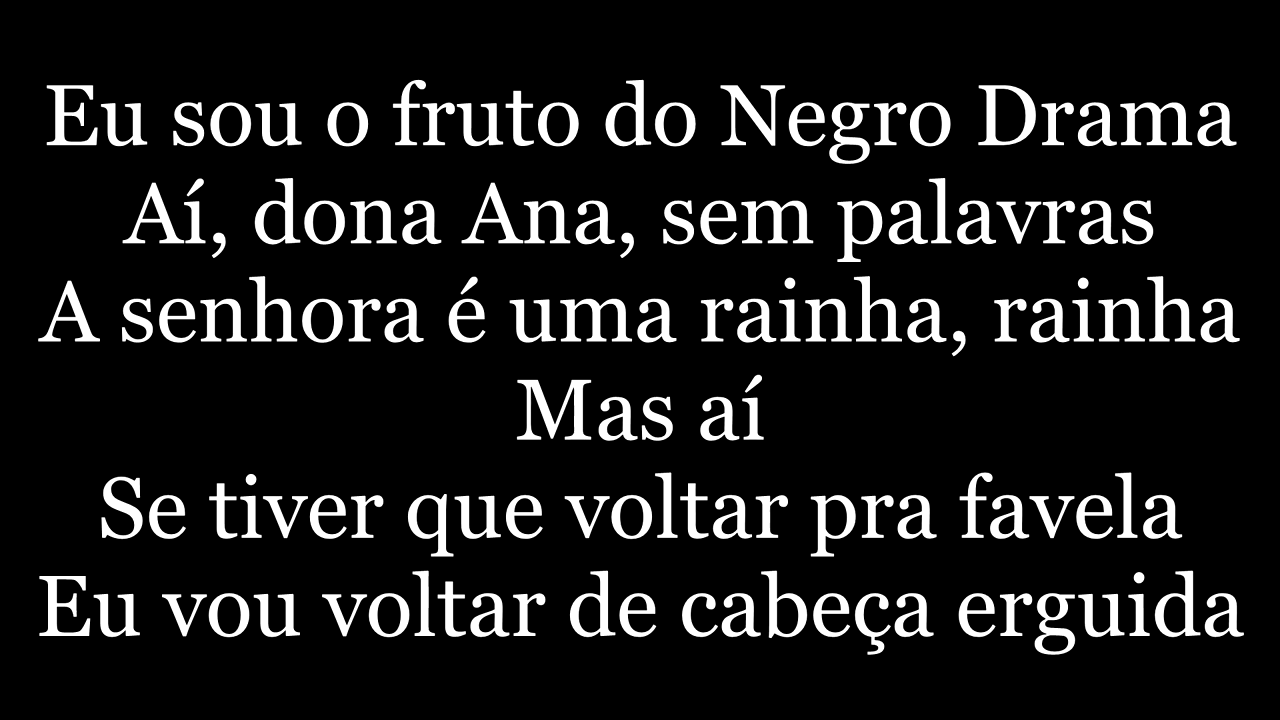 Eu sou o fruto do Negro Drama
Aí, dona Ana, sem palavras
A senhora é uma rainha, rainha
Mas aí
Se tiver que voltar pra favela
Eu vou voltar de cabeça erguida